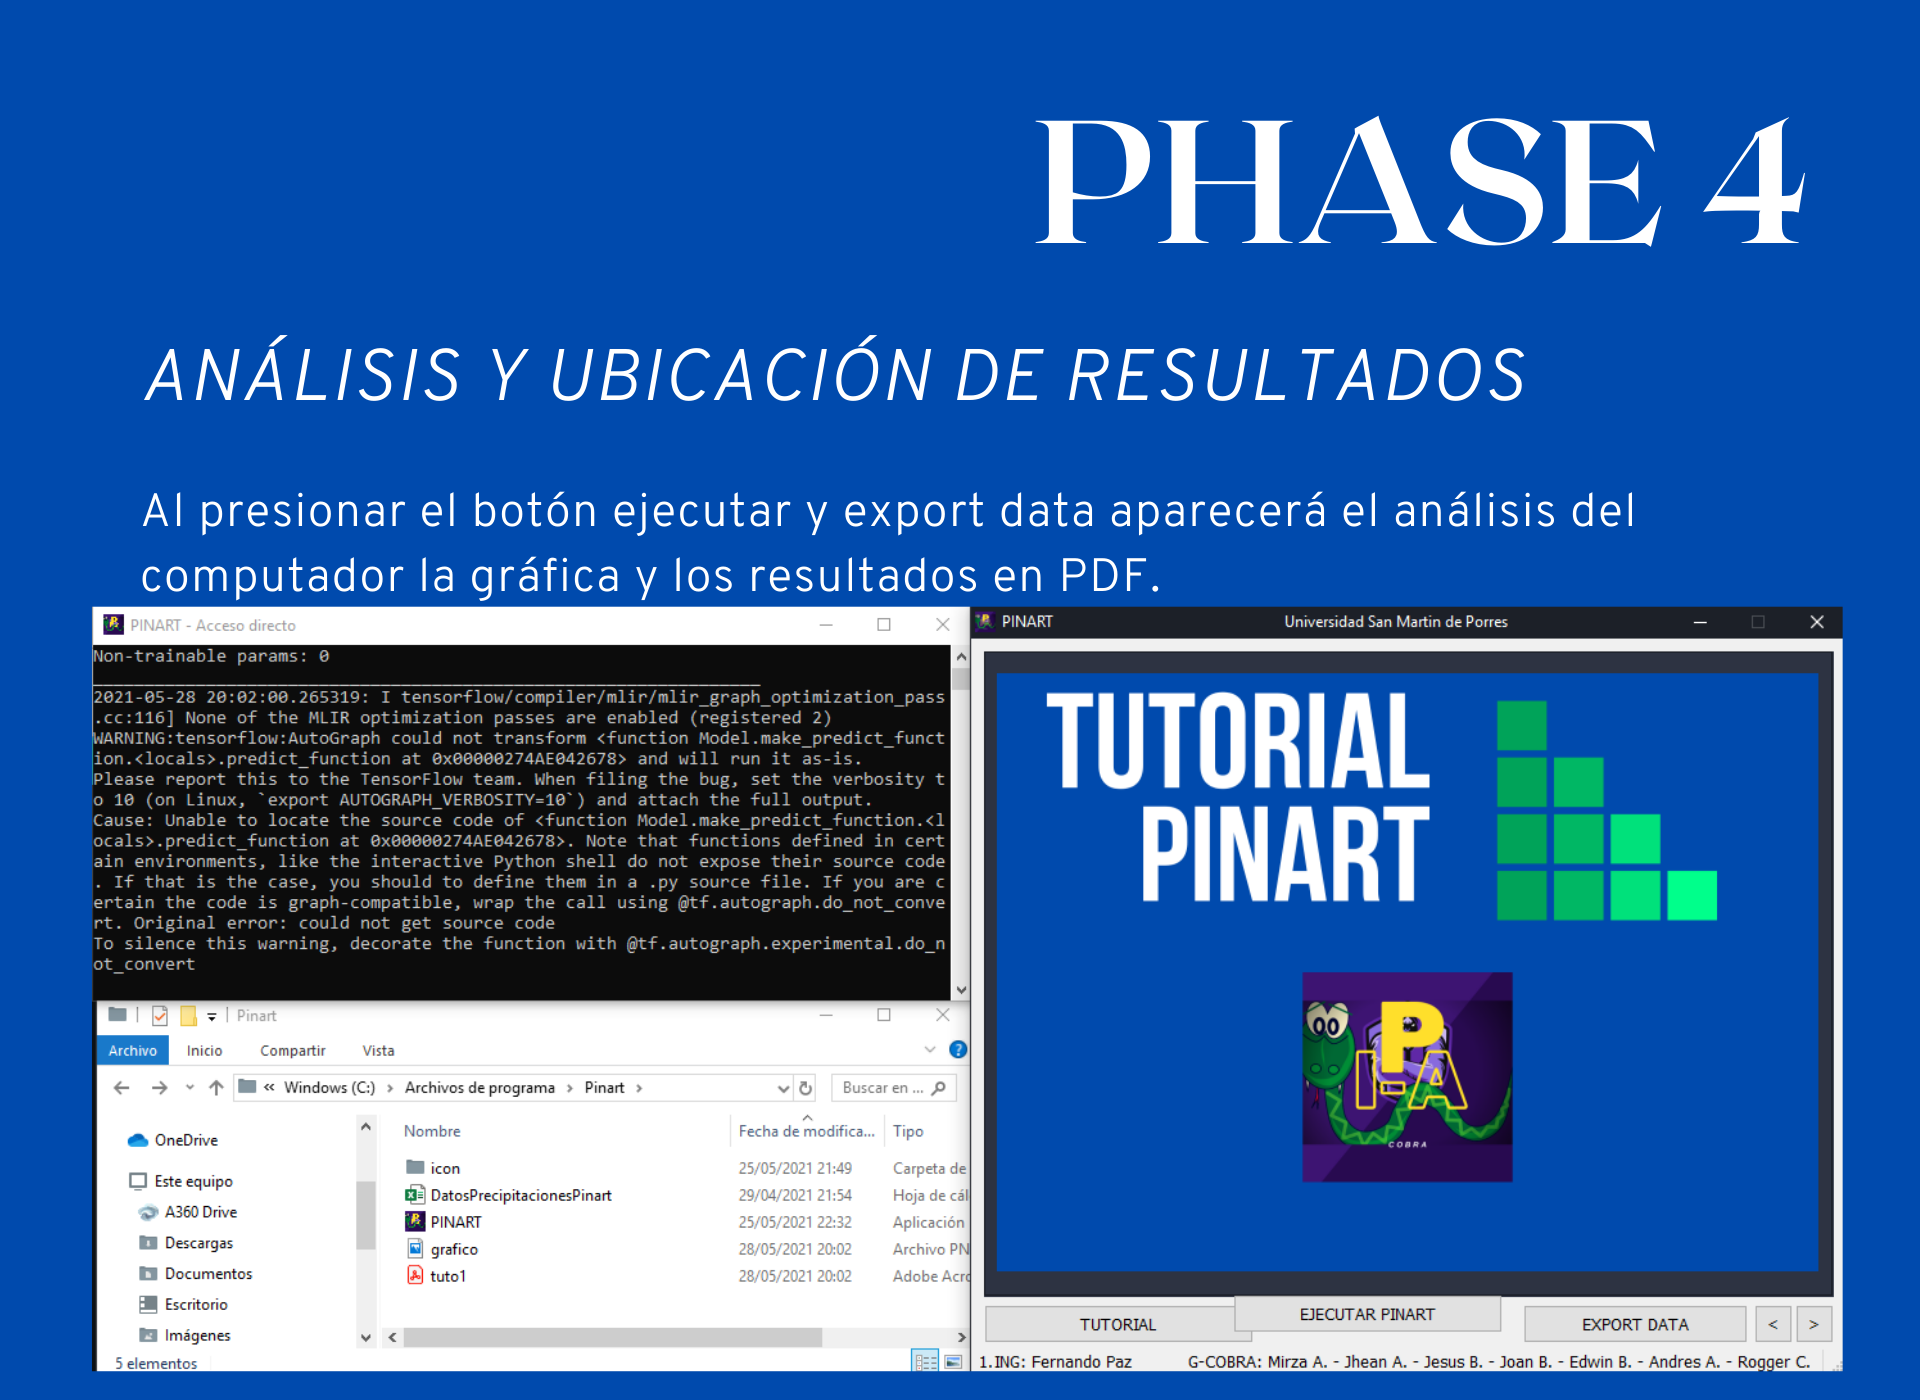 PHASE 4
ANÁLISIS Y UBICACIÓN DE RESULTADOS
Al presionar el botón ejecutar y export data aparecerá el análisis del
computador la gráfica y los resultados en PDF.
PINART - Acceso directo
Non-trainable params: 0
2021-05-28 20:02:00.265319: I tensorflow/compiler/mlir/mlir_graph_optimization_pass
.cc:116] None of the MLIR optimization passes are enabled (registered 2)
WARNING:tensorflow:AutoGraph could not transform <function Model.make_predict_funct
ion.<locals>.predict_function at 0x00000274AE042678> and will run it as-is.
Please report this to the TensorFlow team. When filing the bug, set the verbosity t
o 10 (on Linux, `export AUTOGRAPH_VERBOSITY=10`) and attach the full output.
Cause: Unable to locate the source code of <function Model.make_predict_function.<l
ocals>.predict_function at 0x00000274AE042678>. Note that functions defined in cert
ain environments, like the interactive Python shell do not expose their source code
. If that is the case, you should to define them in a .py source file. If you are c
ertain the code is graph-compatible, wrap the call using @tf.autograph.do_not_conve
rt. Original error: could not get source code
To silence this warning, decorate the function with @tf.autograph.experimental.do_n
ot_convert
Pinart
Archivo Inicio Compartir Vista
« Windows (C:) > Archivos de programa > Pinart >
Buscar en ...
OneDrive
Este equipo
A360 Drive
Descargas
Documentos
Escritorio
Imágenes
Nombre Fecha de modifica... Tipo
icon 25/05/2021 21:49 Carpeta de
DatosPrecipitacionesPinart 29/04/2021 21:54 Hoja de cál
PINART 25/05/2021 22:32 Aplicación
grafico 28/05/2021 20:02 Archivo PN
tuto1 28/05/2021 20:02 Adobe Acro
5 elementos
PINART Universidad San Martin de Porres
TUTORIAL
PINART
P
I-A
COBRA
TUTORIAL EJECUTAR PINART EXPORT DATA < >
1.ING: Fernando Paz G-COBRA: Mirza A. - Jhean A. - Jesus B. - Joan B. - Edwin B. - Andres A. - Rogger C.